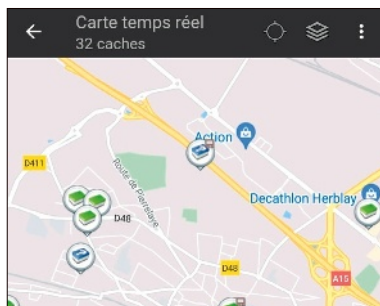 Carte temps réel
32 caches
Action
D411
Route de Pierrelaye
Decathlon Herblay
D48
D48
A15